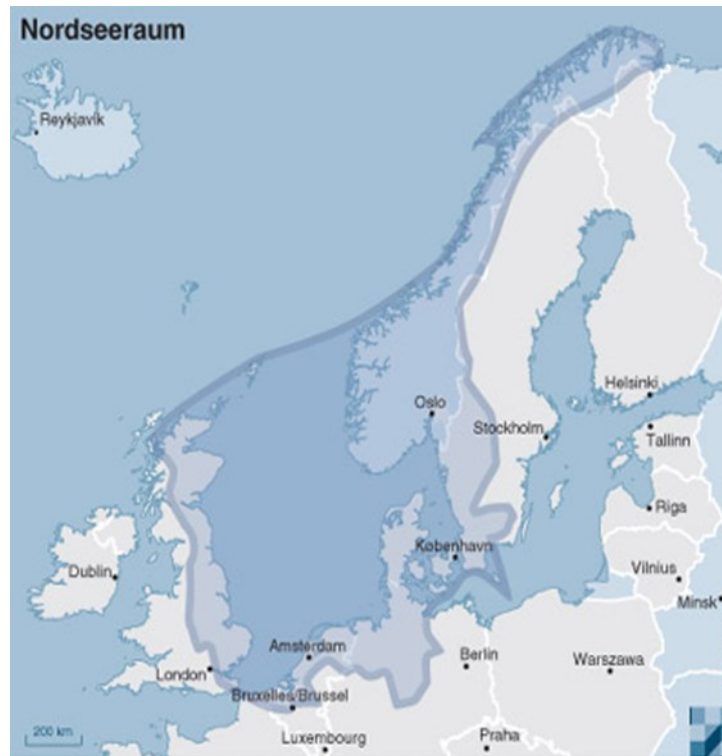 Nordseeraum
Reykjavik
Oslo
Helsinki
Stockholm
Tallinn
Riga
København
Dublin
Vilnius
Minsk
Amsterdam
London
Berlin
Warszawa
Bruxelles/Brussel
200 km
Luxembourg
Praha